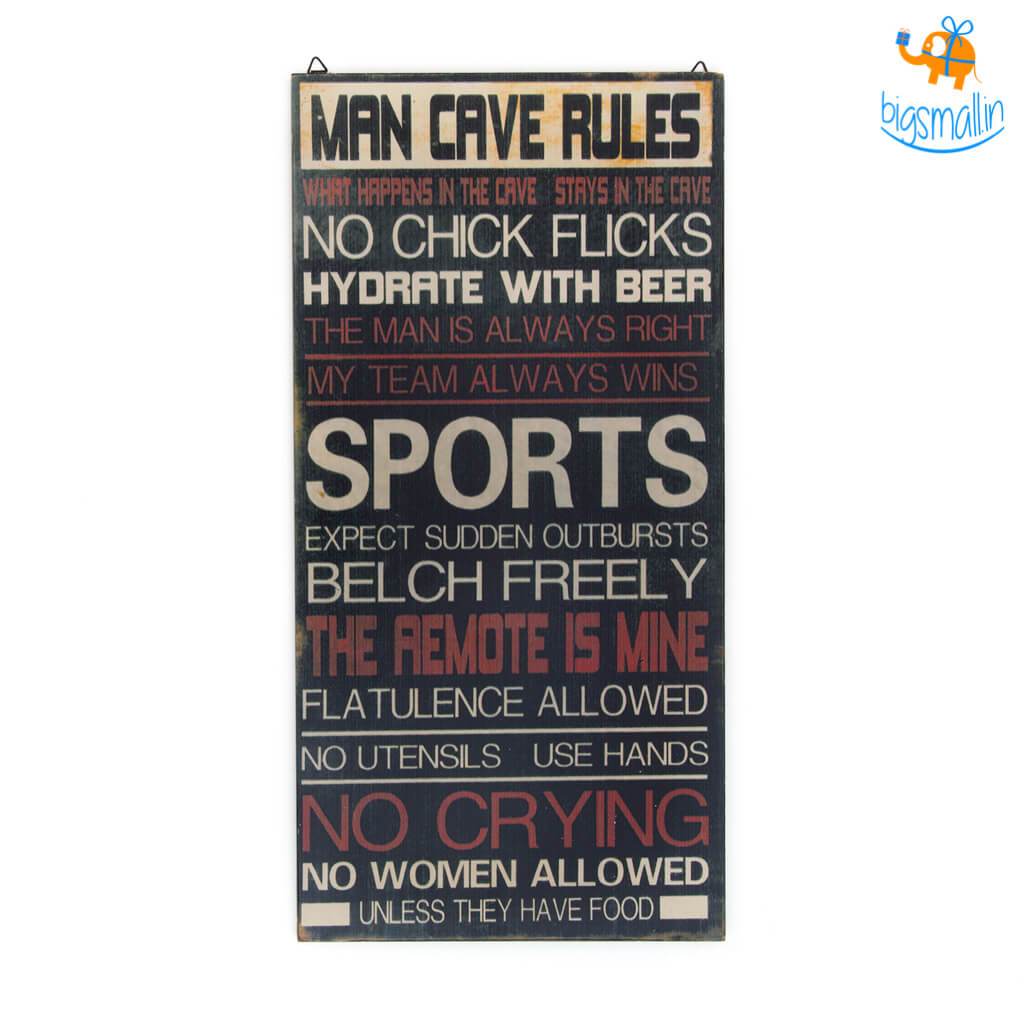 bigsmall.in
MAN CAVE RULES
WHAT HAPPENS IN THE CAVE STAYS IN THE CAVE
NO CHICK FLICKS
HYDRATE WITH BEER
THE MAN IS ALWAYS RIGHT
MY TEAM ALWAYS WINS
SPORTS
EXPECT SUDDEN OUTBURSTS
BELCH FREELY
THE REMOTE IS MINE
FLATULENCE ALLOWED
NO UTENSILS USE HANDS
NO CRYING
NO WOMEN ALLOWED
UNLESS THEY HAVE FOOD